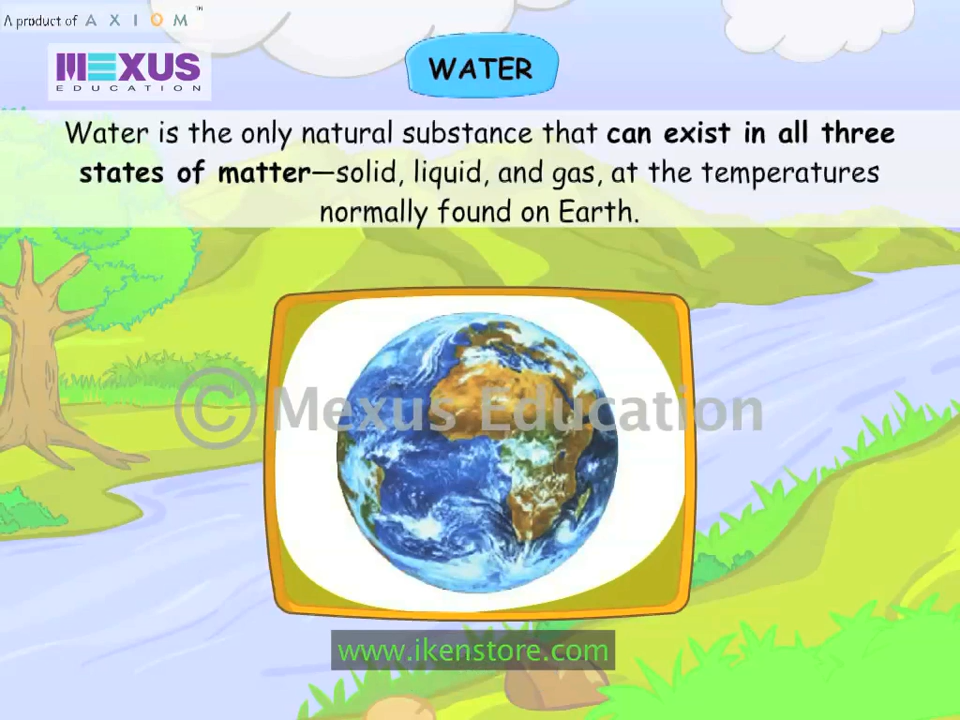 A product of AXIOM™
MEXUS
EDUCATION
WATER
Water is the only natural substance that can exist in all three
states of matter—solid, liquid, and gas, at the temperatures
normally found on Earth.
© Mexus Education
www.ikenstore.com